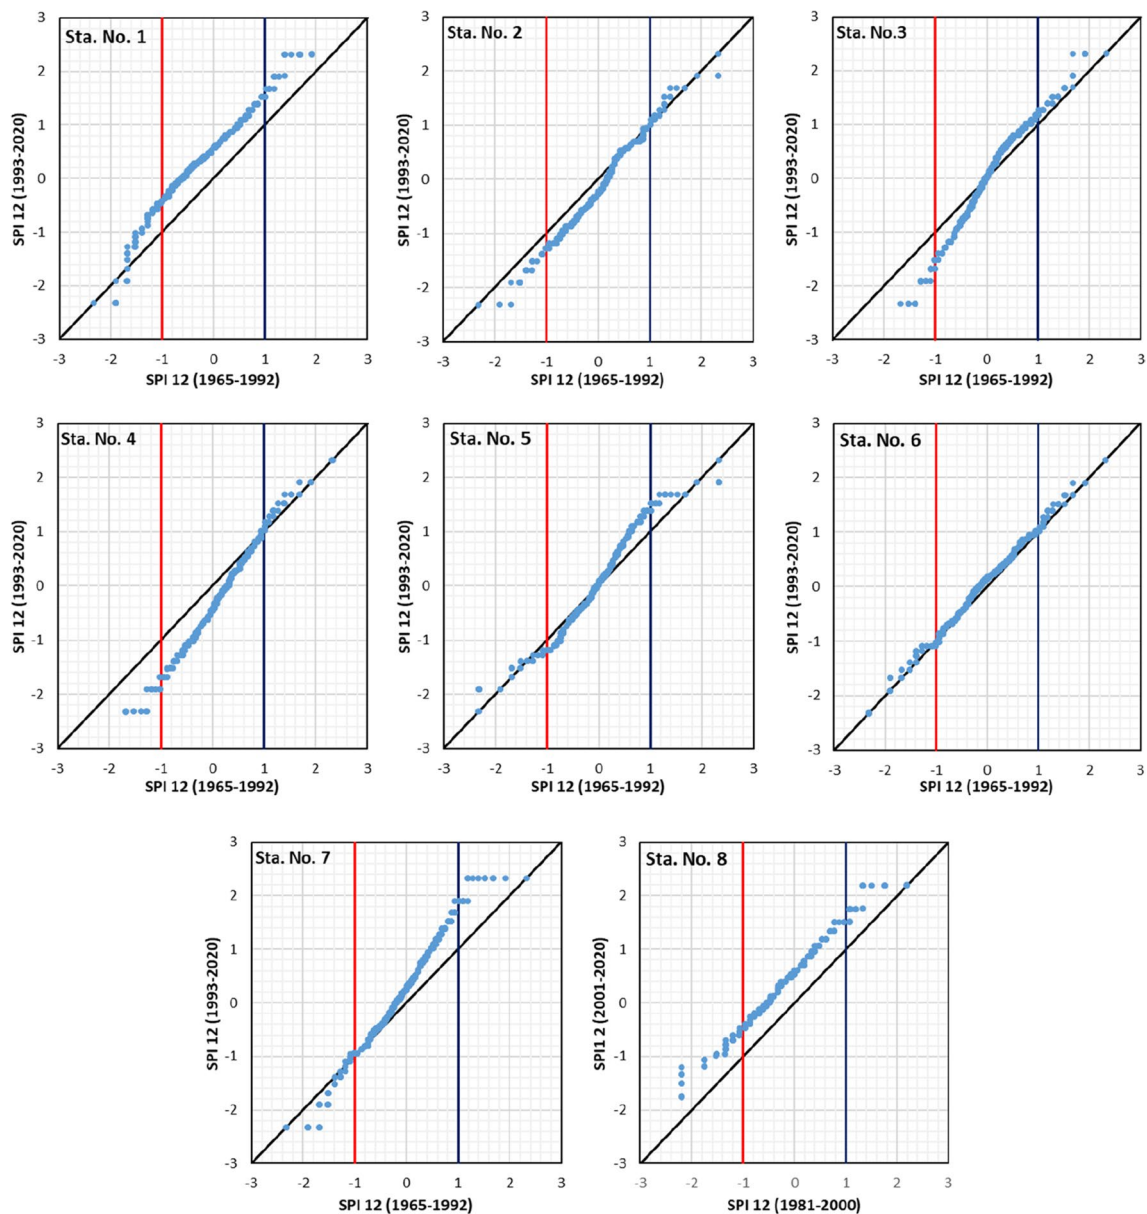 Sta. No. 1
3
2
1
0
-1
-2
-3
SPI 12 (1993-2020)
-3 -2 -1 0 1 2 3
SPI 12 (1965-1992)
Sta. No. 2
3
2
1
0
-1
-2
-3
SPI 12 (1993-2020)
-3 -2 -1 0 1 2 3
SPI 12 (1965-1992)
Sta. No.3
3
2
1
0
-1
-2
-3
SPI 12 (1993-2020)
-3 -2 -1 0 1 2 3
SPI 12 (1965-1992)
Sta. No. 4
3
2
1
0
-1
-2
-3
SPI 12 (1993-2020)
-3 -2 -1 0 1 2 3
SPI 12 (1965-1992)
Sta. No. 5
3
2
1
0
-1
-2
-3
SPI 12 (1993-2020)
-3 -2 -1 0 1 2 3
SPI 12 (1965-1992)
Sta. No. 6
3
2
1
0
-1
-2
-3
SPI 12 (1993-2020)
-3 -2 -1 0 1 2 3
SPI 12 (1965-1992)
Sta. No. 7
3
2
1
0
-1
-2
-3
SPI 12 (1993-2020)
-3 -2 -1 0 1 2 3
SPI 12 (1965-1992)
Sta. No. 8
3
2
1
0
-1
-2
-3
SPI1 2 (2001-2020)
-3 -2 -1 0 1 2 3
SPI 12 (1981-2000)